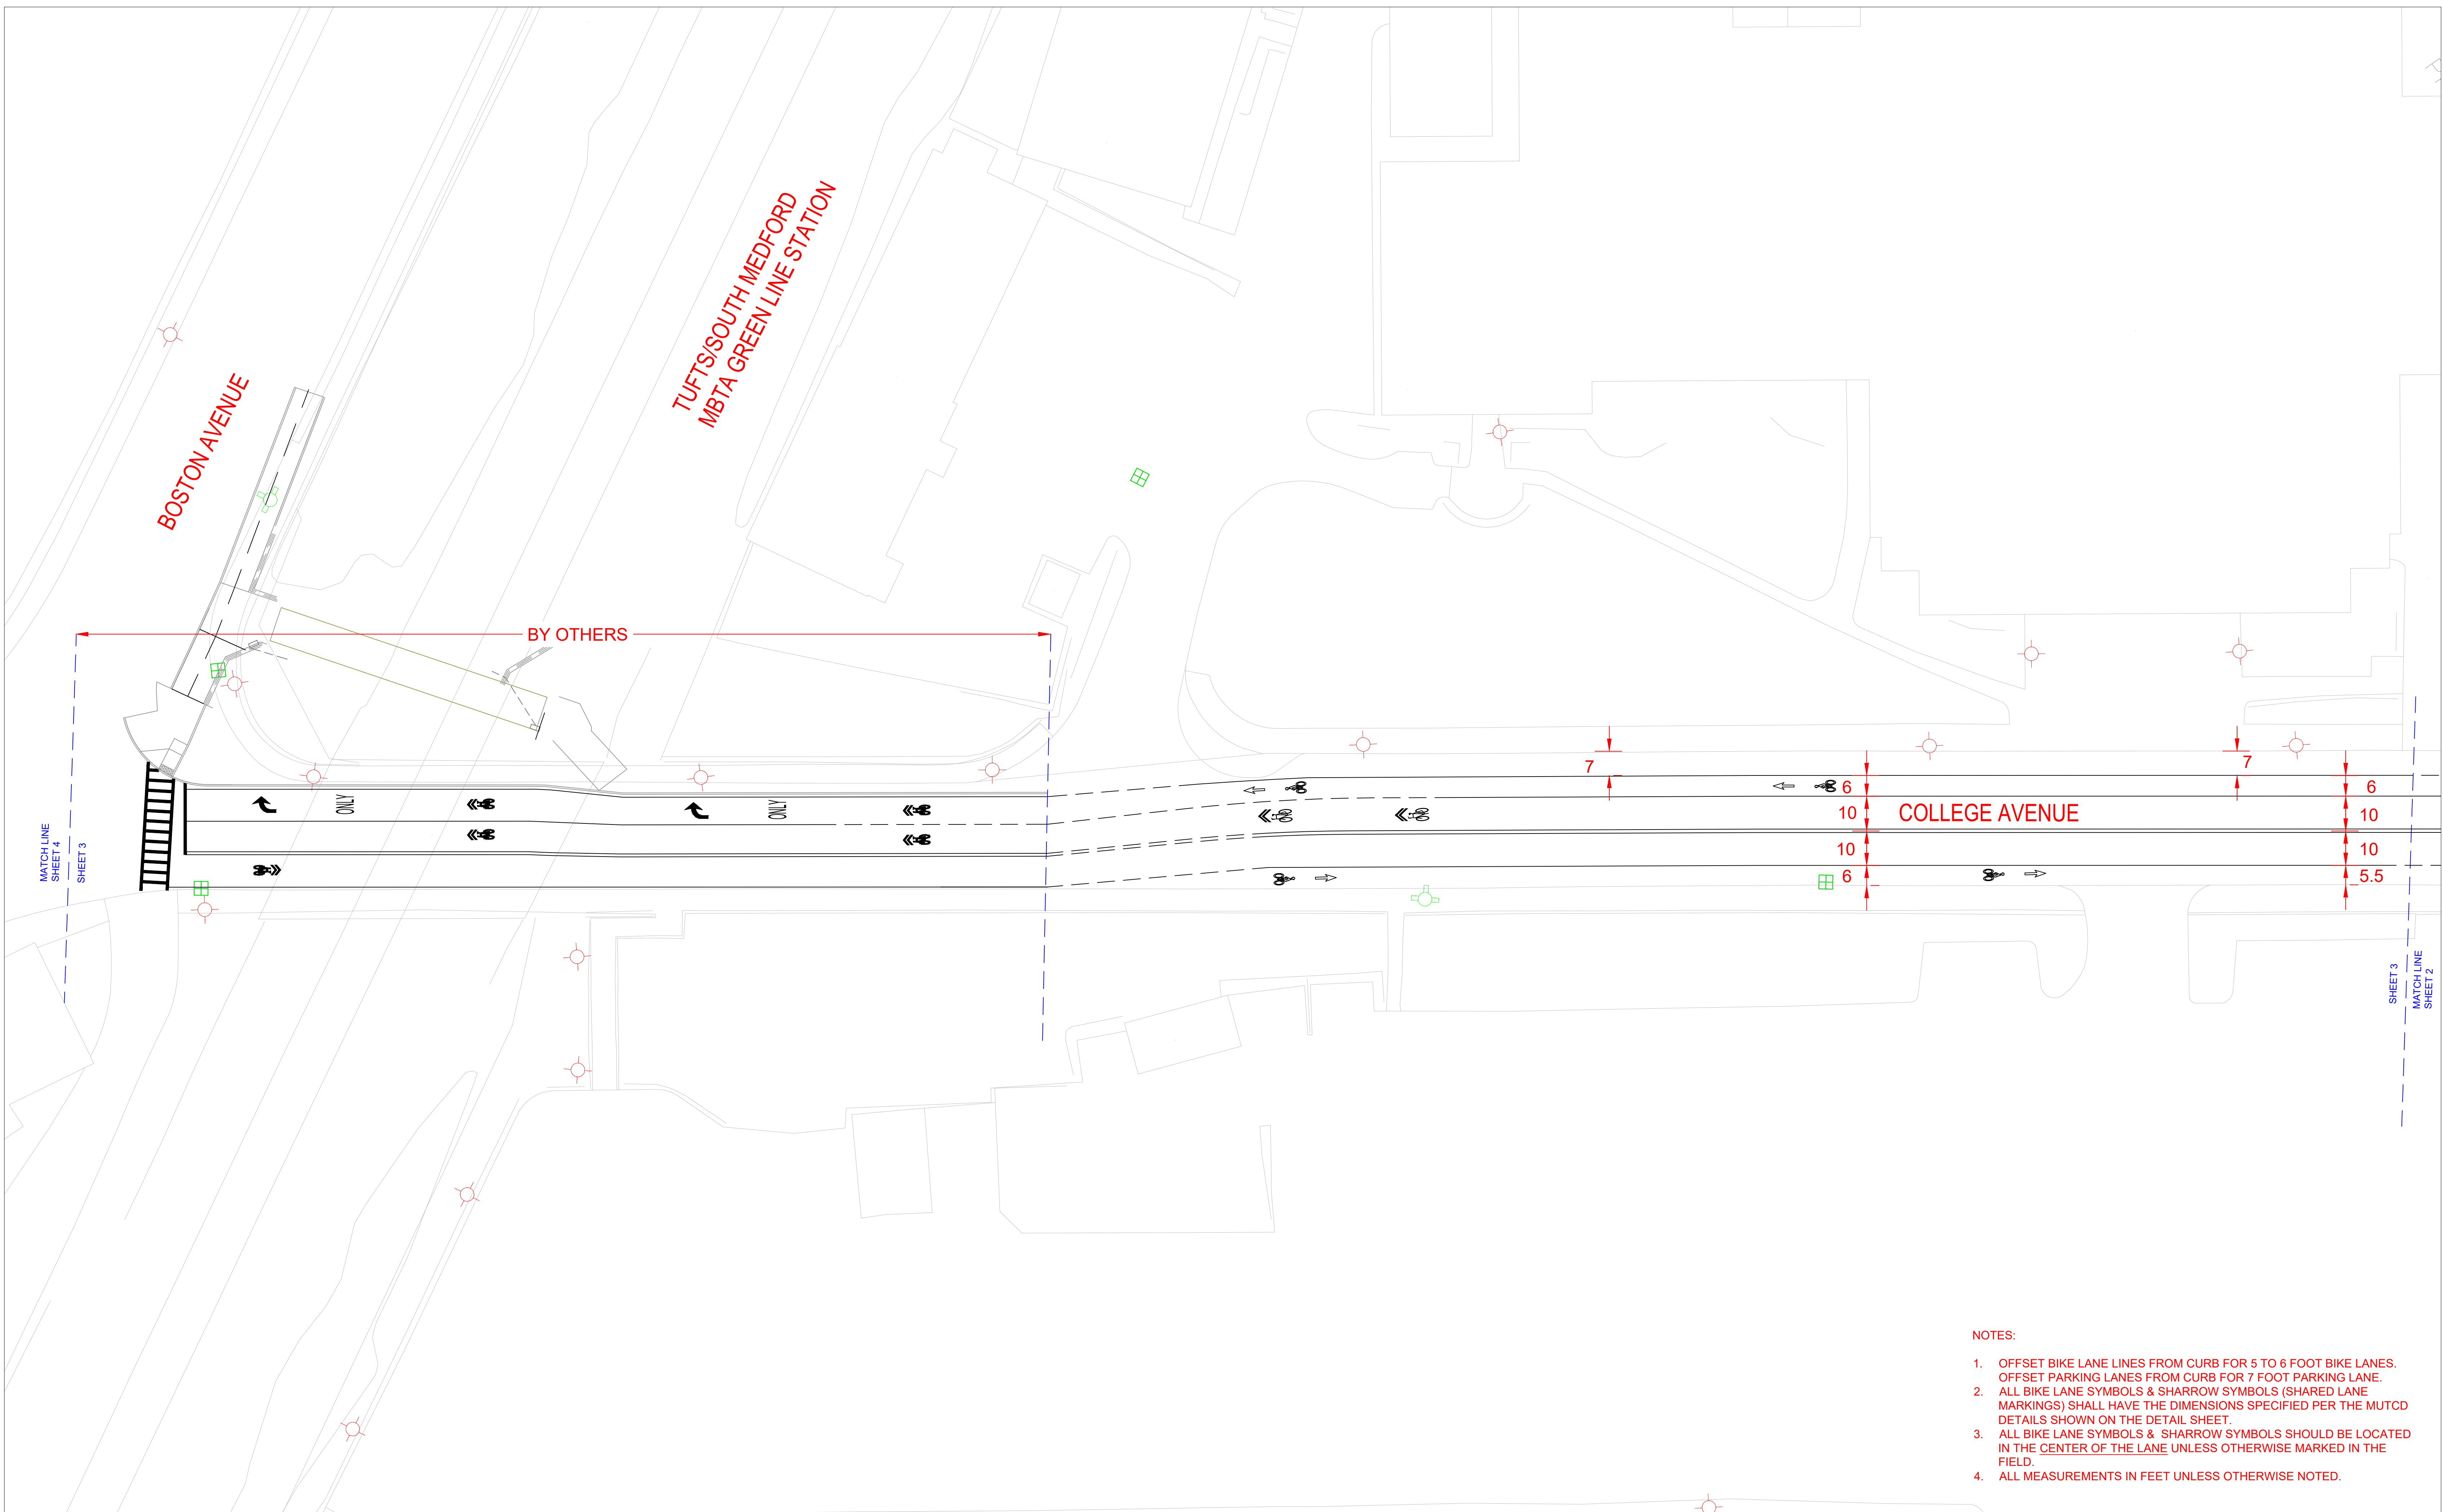 TUFTS/SOUTH MEDFORD
MBTA GREEN LINE STATION
BOSTON AVENUE
BY OTHERS
MATCH LINE
SHEET 4
SHEET 3
ONLY
ONLY
7
7
6
10
10
6
COLLEGE AVENUE
6
10
10
5.5
SHEET 3
MATCH LINE
SHEET 2
NOTES:
1. OFFSET BIKE LANE LINES FROM CURB FOR 5 TO 6 FOOT BIKE LANES.
OFFSET PARKING LANES FROM CURB FOR 7 FOOT PARKING LANE.
2. ALL BIKE LANE SYMBOLS & SHARROW SYMBOLS (SHARED LANE
MARKINGS) SHALL HAVE THE DIMENSIONS SPECIFIED PER THE MUTCD
DETAILS SHOWN ON THE DETAIL SHEET.
3. ALL BIKE LANE SYMBOLS & SHARROW SYMBOLS SHOULD BE LOCATED
IN THE CENTER OF THE LANE UNLESS OTHERWISE MARKED IN THE
FIELD.
4. ALL MEASUREMENTS IN FEET UNLESS OTHERWISE NOTED.